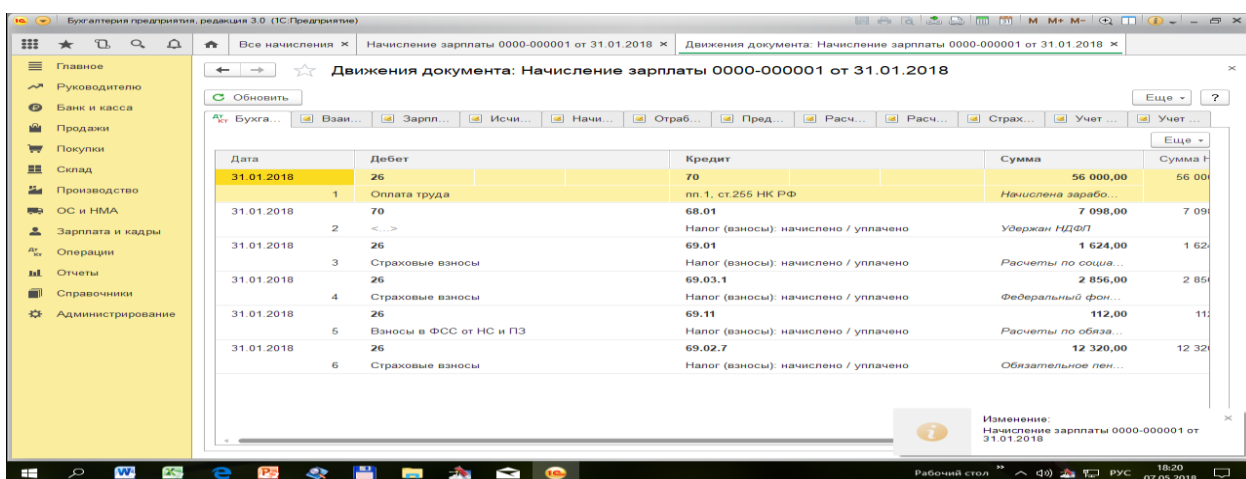 Бухгалтерия предприятия, редакция 3.0 (1С:Предприятие)
M M+ M-
Все начисления × Начисление зарплаты 0000-000001 от 31.01.2018 × Движения документа: Начисление зарплаты 0000-000001 от 31.01.2018 ×
Главное
Руководителю
Банк и касса
Продажи
Покупки
Склад
Производство
ОС и НМА
Зарплата и кадры
Операции
Отчеты
Справочники
Администрирование
Движения документа: Начисление зарплаты 0000-000001 от 31.01.2018
Обновить Еще ?
Бухга... Взаи... Зарпл... Исчи... Начи... Отраб... Пред... Расч... Расч... Страх... Учет ... Учет ...
Еще
Дата Дебет Кредит Сумма Сумма Н
31.01.2018 26 70 56 000,00 56 00
1 Оплата труда пп.1, ст.255 НК РФ Начислена зарабо...
31.01.2018 70 68.01 7 098,00 7 09
2 <...> Налог (взносы): начислено / уплачено Удержан НДФЛ
31.01.2018 26 69.01 1 624,00 1 62
3 Страховые взносы Налог (взносы): начислено / уплачено Расчеты по социа...
31.01.2018 26 69.03.1 2 856,00 2 85
4 Страховые взносы Налог (взносы): начислено / уплачено Федеральный фон...
31.01.2018 26 69.11 112,00 11
5 Взносы в ФСС от НС и ПЗ Налог (взносы): начислено / уплачено Расчеты по обяза...
31.01.2018 26 69.02.7 12 320,00 12 32
6 Страховые взносы Налог (взносы): начислено / уплачено Обязательное пен...
Изменение:
Начисление зарплаты 0000-000001 от
31.01.2018
Рабочий стол РУС 18:20
07.05.2018